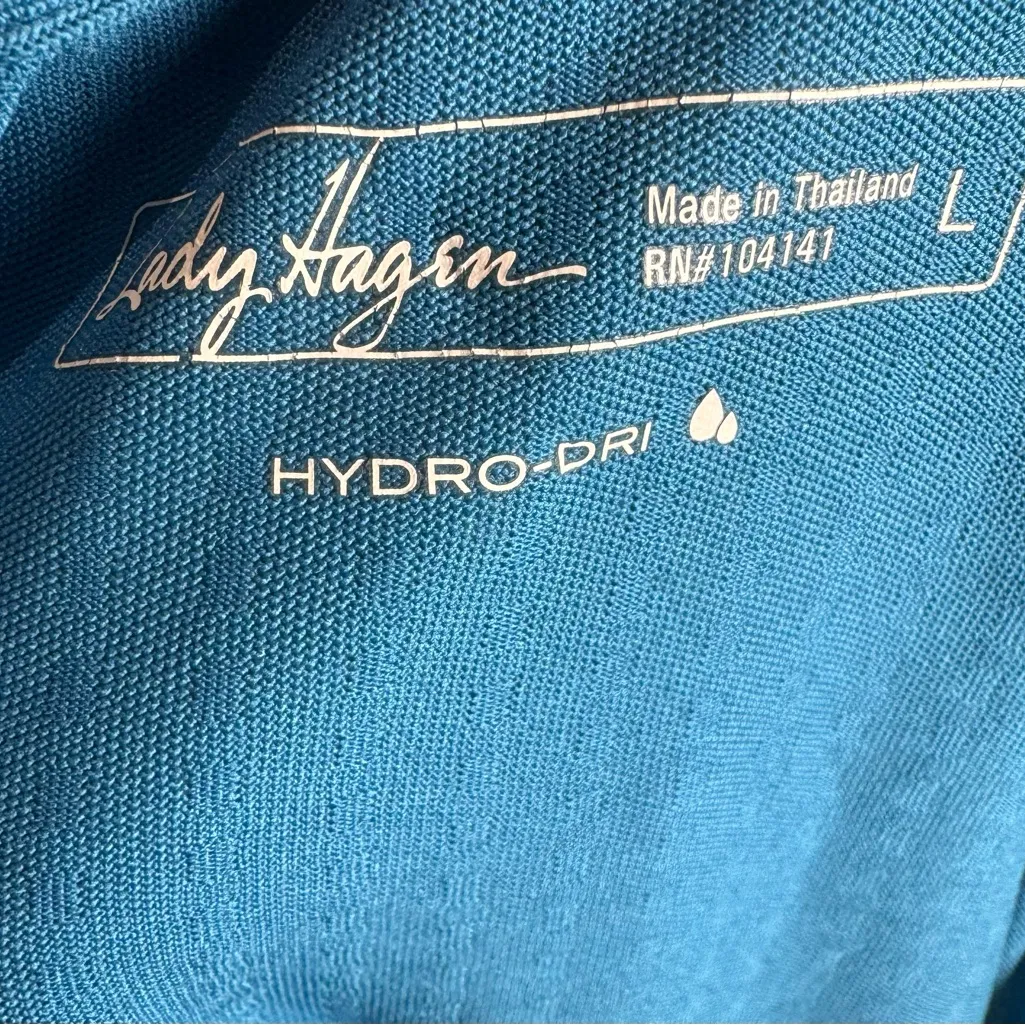 Lady Hagen
Made in Thailand
RN#104141
L
HYDRO-DRI